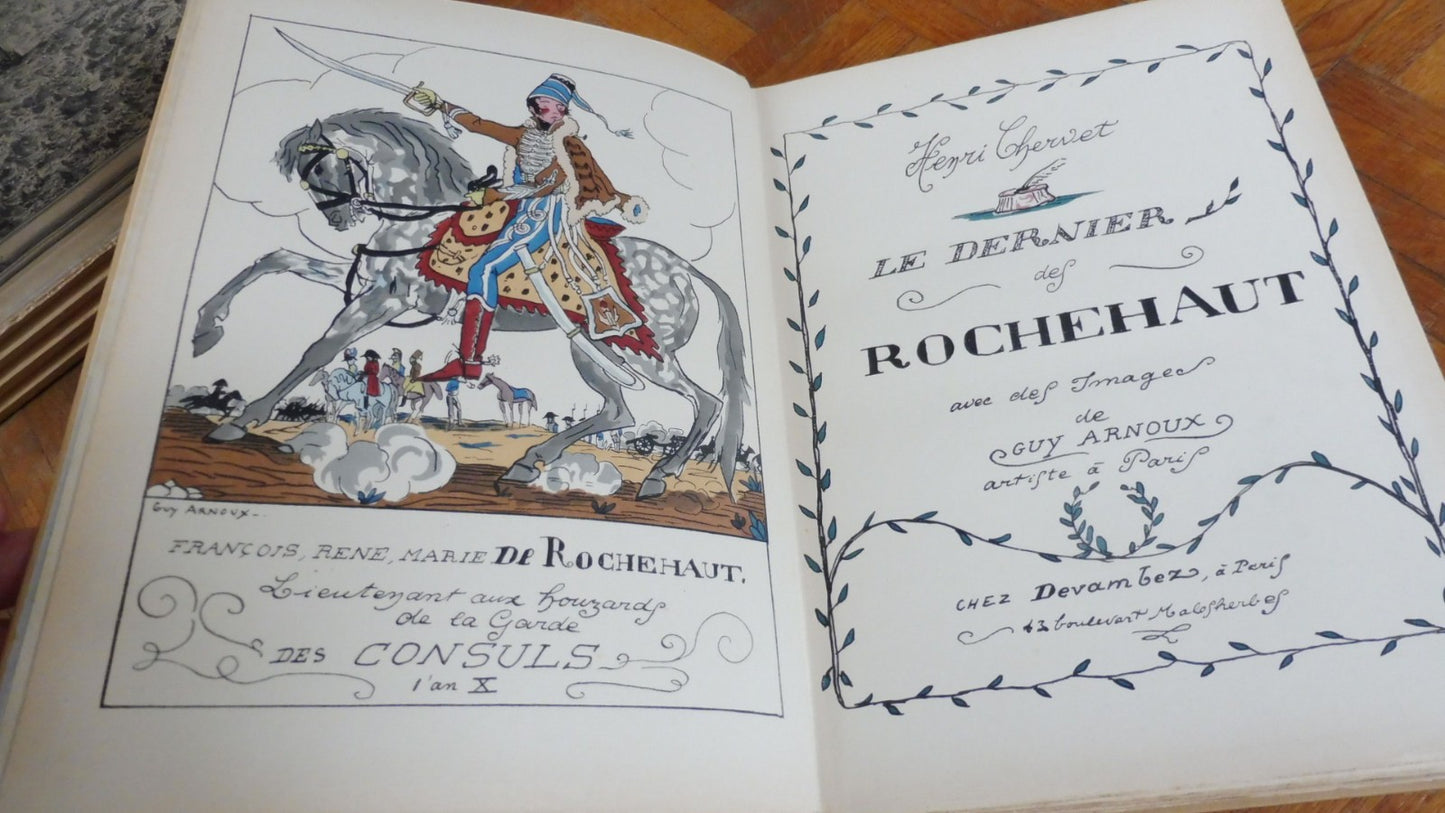 GUY ARNOUX_.
FRANÇOIS, RENE, MARIE De ROCHEHAUT.
Lieutenant aux houzards
de la Garde
DES CONSULS
l'an X
Henri Chervet
LE DERNIER
des
ROCHEHAUT
avec des Images
de
GUY ARNOUX
artiste à Paris
CHEZ Devambez, à Paris
43 boulevart Malesherbes